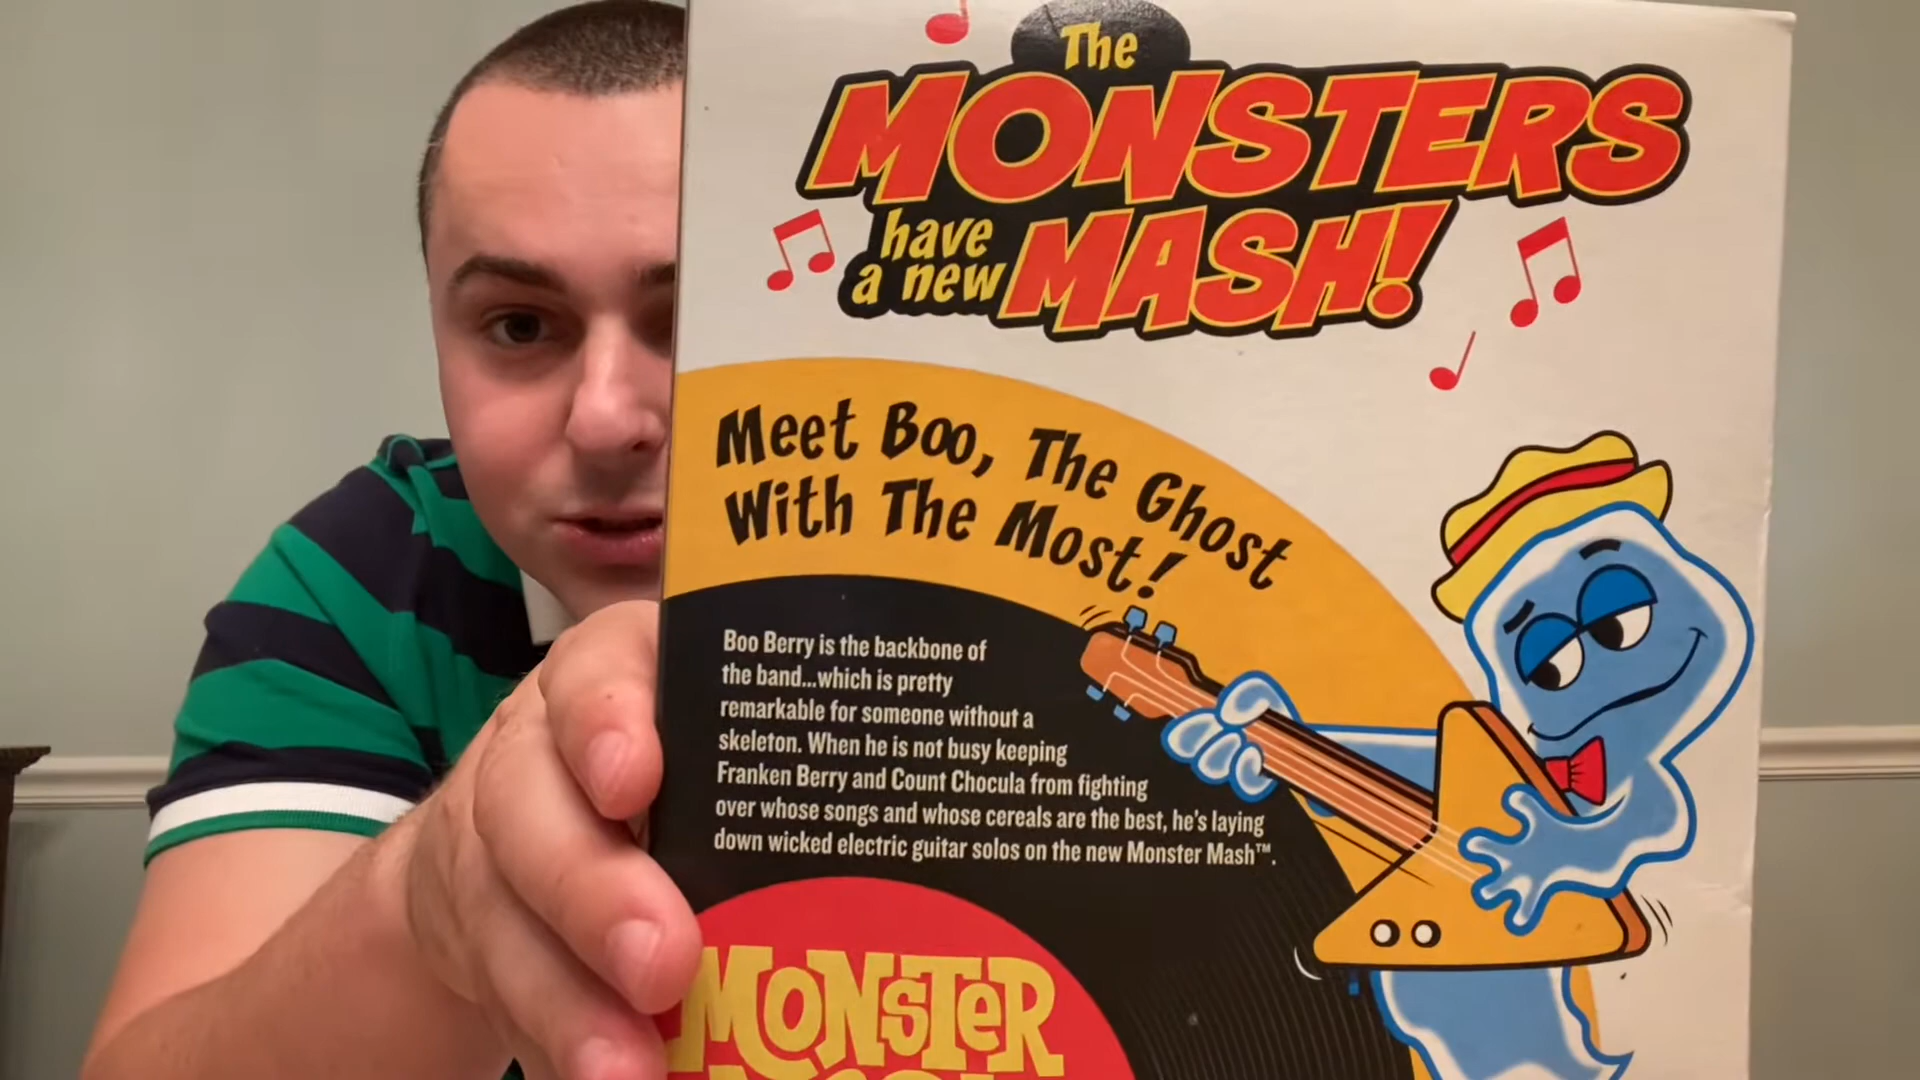 The
MONSTERS
have
a new MASH!
Meet Boo, The Ghost
With The Most!
Boo Berry is the backbone of
the band...which is pretty
remarkable for someone without a
skeleton. When he is not busy keeping
Franken Berry and Count Chocula from fighting
over whose songs and whose cereals are the best, he's laying
down wicked electric guitar solos on the new Monster Mash™.
MONSTER